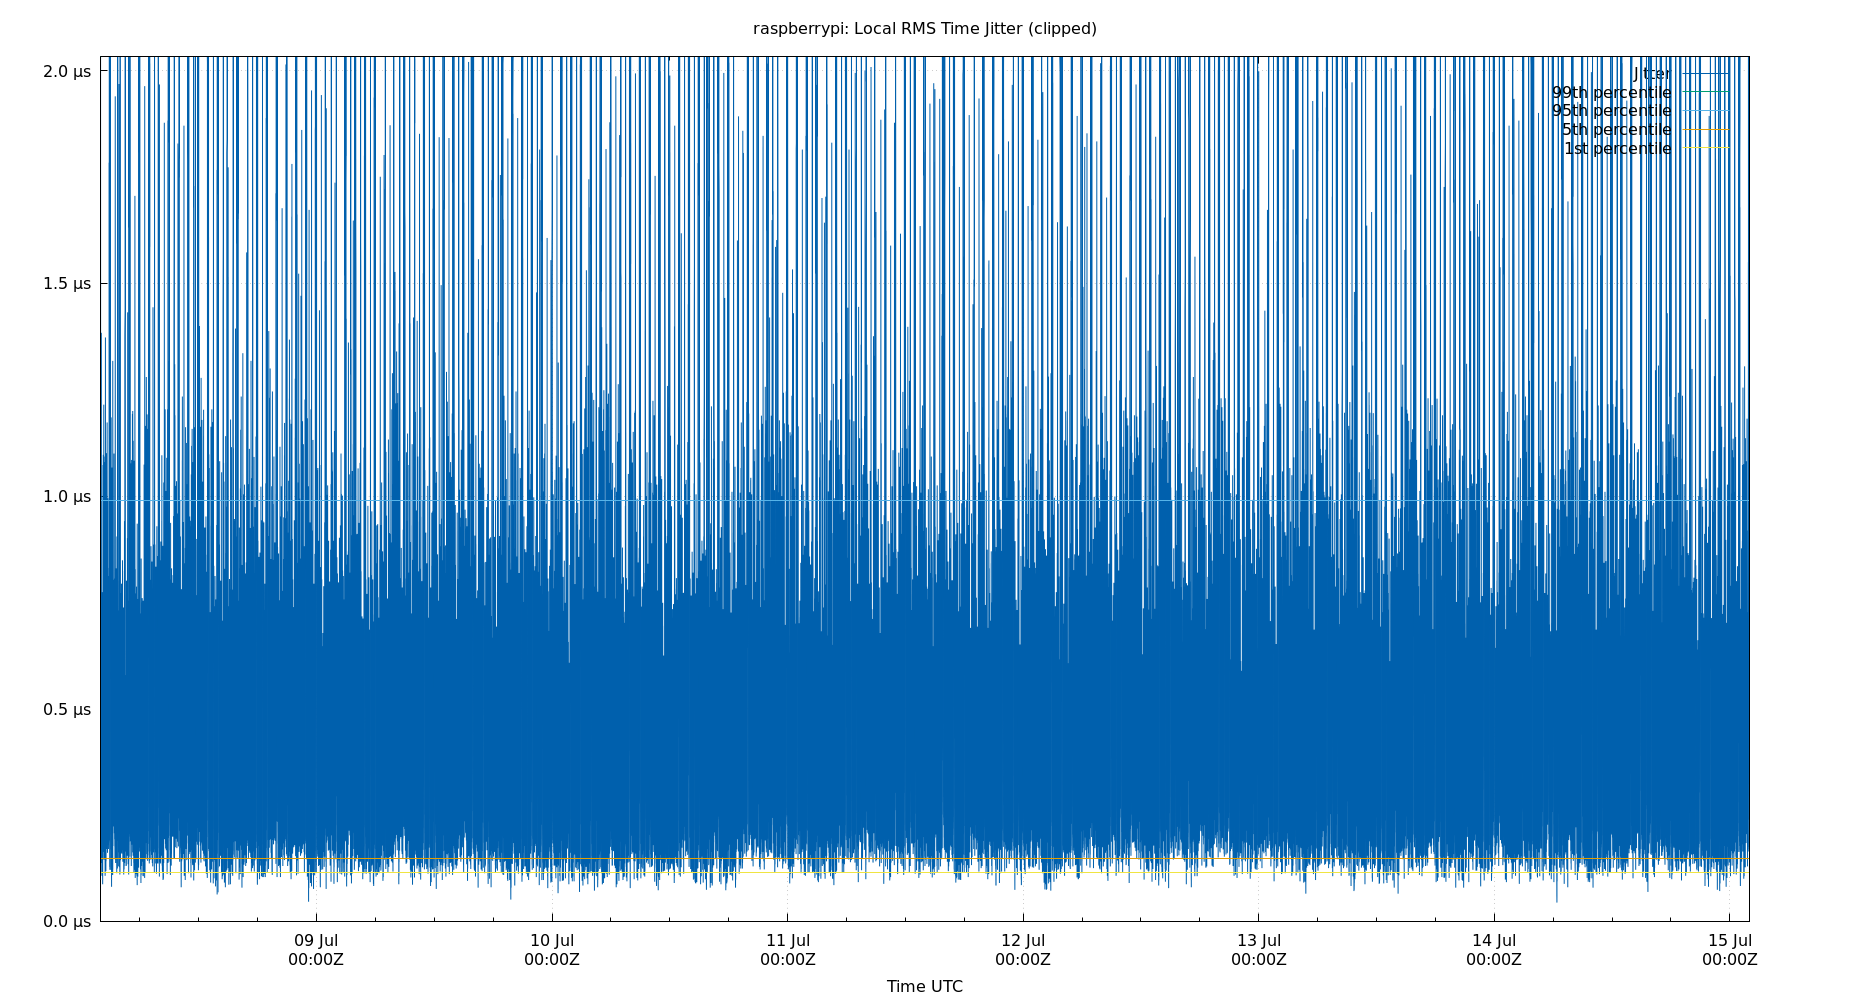 raspberrypi: Local RMS Time Jitter (clipped)
2.0 µs
1.5 µs
1.0 µs
0.5 µs
0.0 µs
Jitter
99th percentile
95th percentile
5th percentile
1st percentile
09 Jul
00:00Z
10 Jul
00:00Z
11 Jul
00:00Z
12 Jul
00:00Z
13 Jul
00:00Z
14 Jul
00:00Z
15 Jul
00:00Z
Time UTC